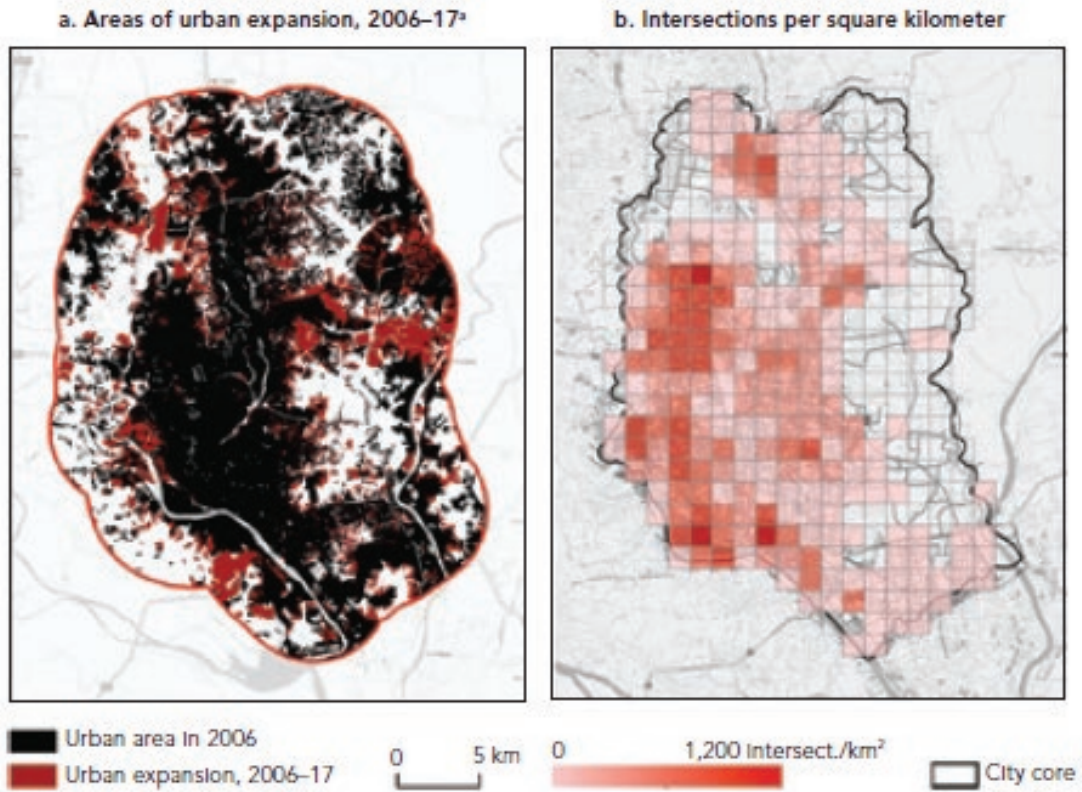 a. Areas of urban expansion, 2006–17ᵃ
b. Intersections per square kilometer
Urban area in 2006
Urban expansion, 2006–17
0 5 km
0 1,200 intersect./km²
City core